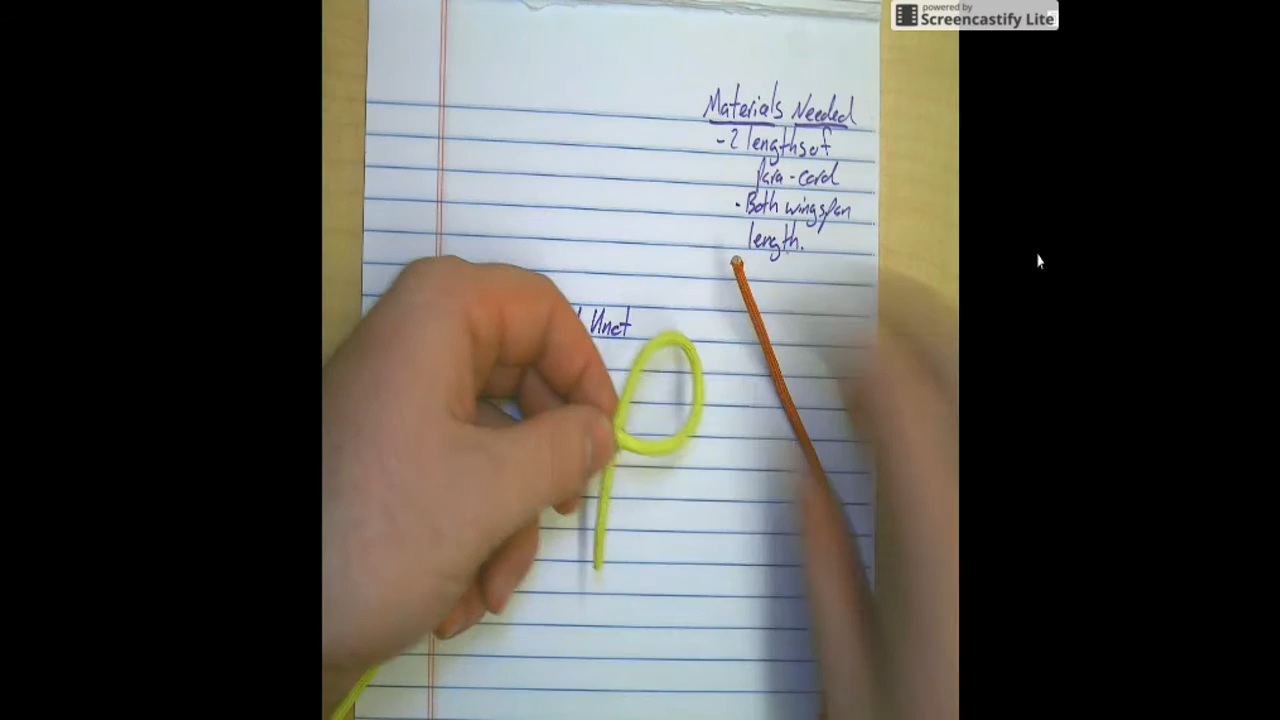 powered by
Screencastify Lite
Materials Needed
- 2 lengths of
Para-cord
· Both wingspan
length.
Knot